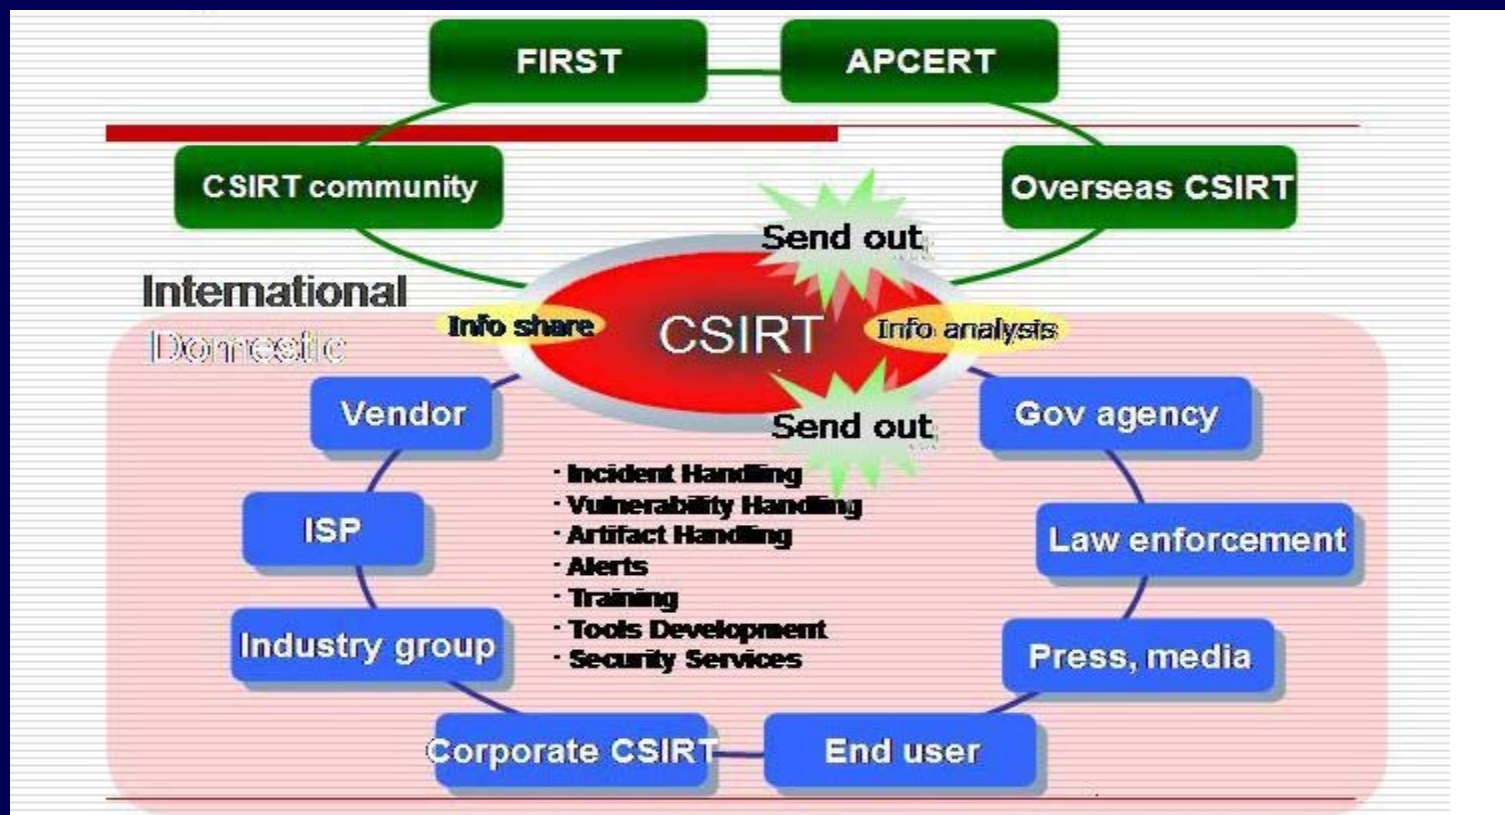 FIRST
APCERT
CSIRT community
Overseas CSIRT
Send out
International
Domestic
Info share
CSIRT
Info analysis
Send out
Vendor
Gov agency
ISP
Law enforcement
Industry group
Press, media
· Incident Handling
· Vulnerability Handling
· Artifact Handling
· Alerts
· Training
· Tools Development
· Security Services
Corporate CSIRT
End user